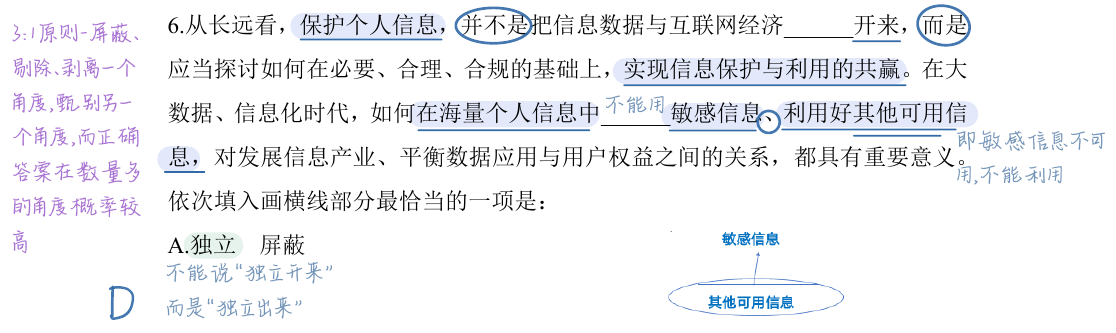 3:1原则-屏蔽、
剔除、剥离一个
角度,甄别另一
个角度,而正确
答案在数量多
的角度概率较
高
6.从长远看，保护个人信息，并不是把信息数据与互联网经济______开来，而是
应当探讨如何在必要、合理、合规的基础上，实现信息保护与利用的共赢。在大
数据、信息化时代，如何在海量个人信息中______敏感信息、利用好其他可用信
不能用
息，对发展信息产业、平衡数据应用与用户权益之间的关系，都具有重要意义。
即敏感信息不可
用,不能利用
依次填入画横线部分最恰当的一项是：
A.独立 屏蔽
不能说“独立开来”
而是“独立出来”
D
敏感信息
其他可用信息